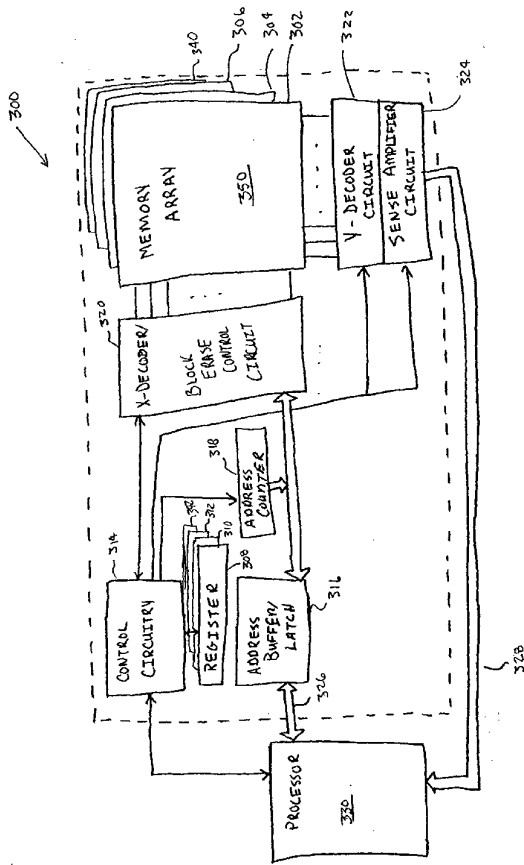 300
340
306
304
302
322
324
MEMORY
ARRAY
350
Y-DECODER
CIRCUIT
SENSE AMPLIFIER
CIRCUIT
320
X-DECODER/
BLOCK
ERASE
CONTROL
CIRCUIT
318
ADDRESS
COUNTER
314
CONTROL
CIRCUITRY
342
312
310
308
REGISTER
ADDRESS
BUFFER/
LATCH
316
326
328
PROCESSOR
330